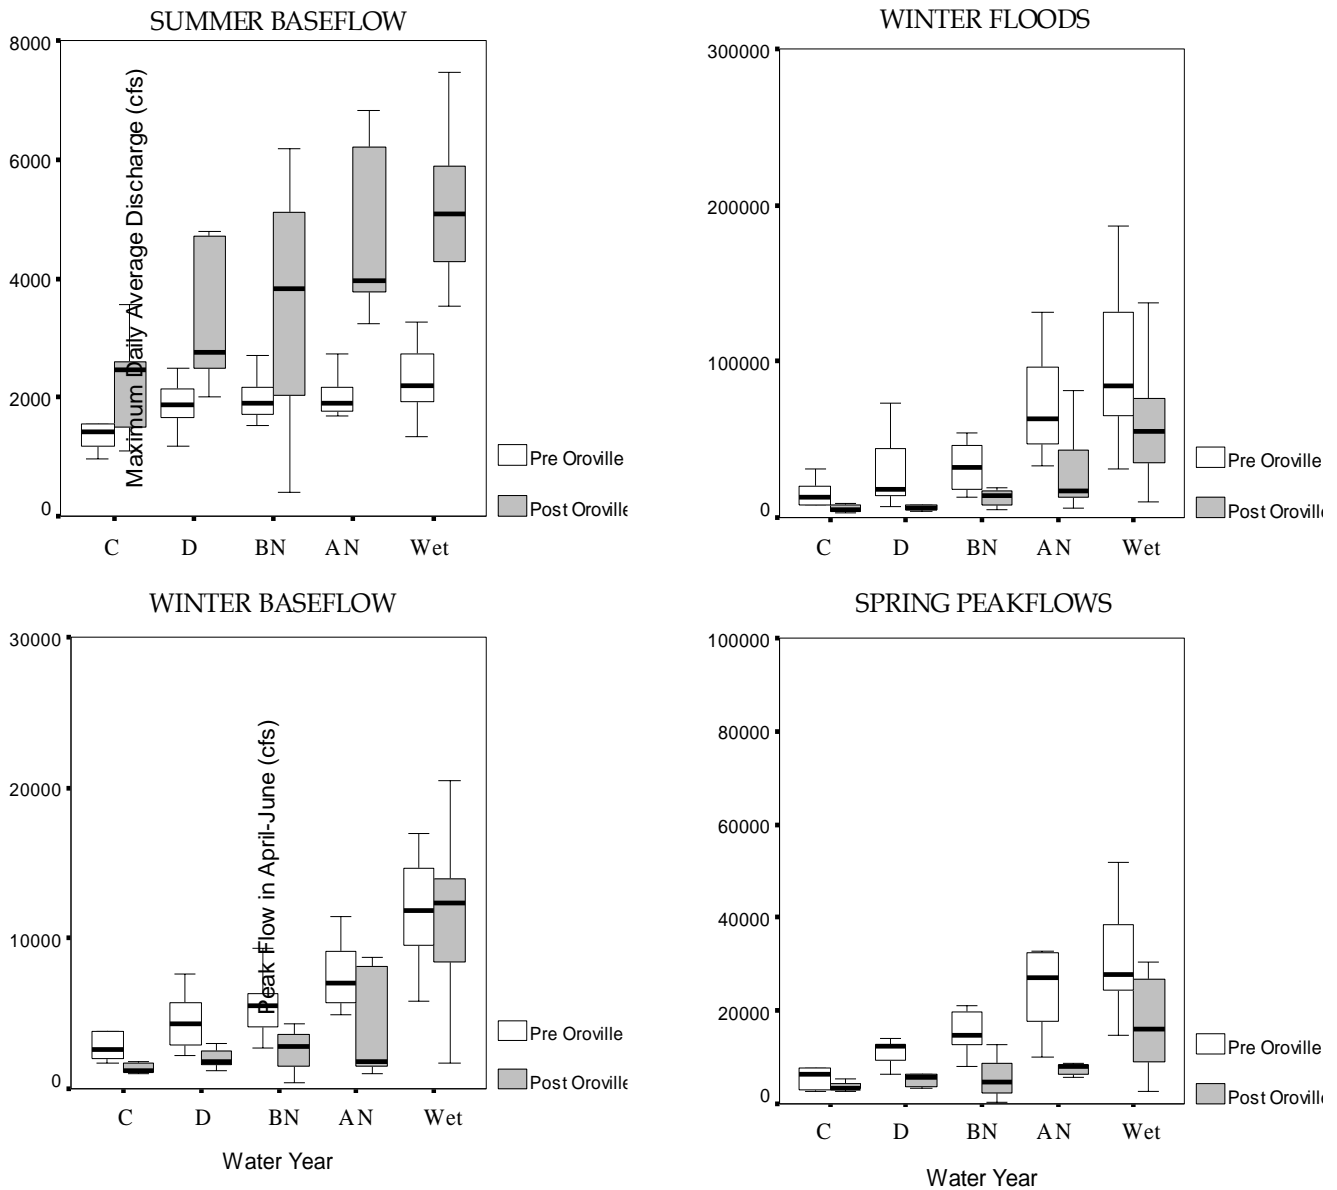 SUMMER BASEFLOW
8000
6000
4000
2000
0
Maximum Daily Average Discharge (cfs)
C D BN AN Wet
Pre Oroville
Post Oroville
WINTER FLOODS
300000
200000
100000
0
C D BN AN Wet
Pre Oroville
Post Oroville
WINTER BASEFLOW
30000
20000
10000
0
Peak Flow in April-June (cfs)
C D BN AN Wet
Water Year
Pre Oroville
Post Oroville
SPRING PEAKFLOWS
100000
80000
60000
40000
20000
0
C D BN AN Wet
Water Year
Pre Oroville
Post Oroville